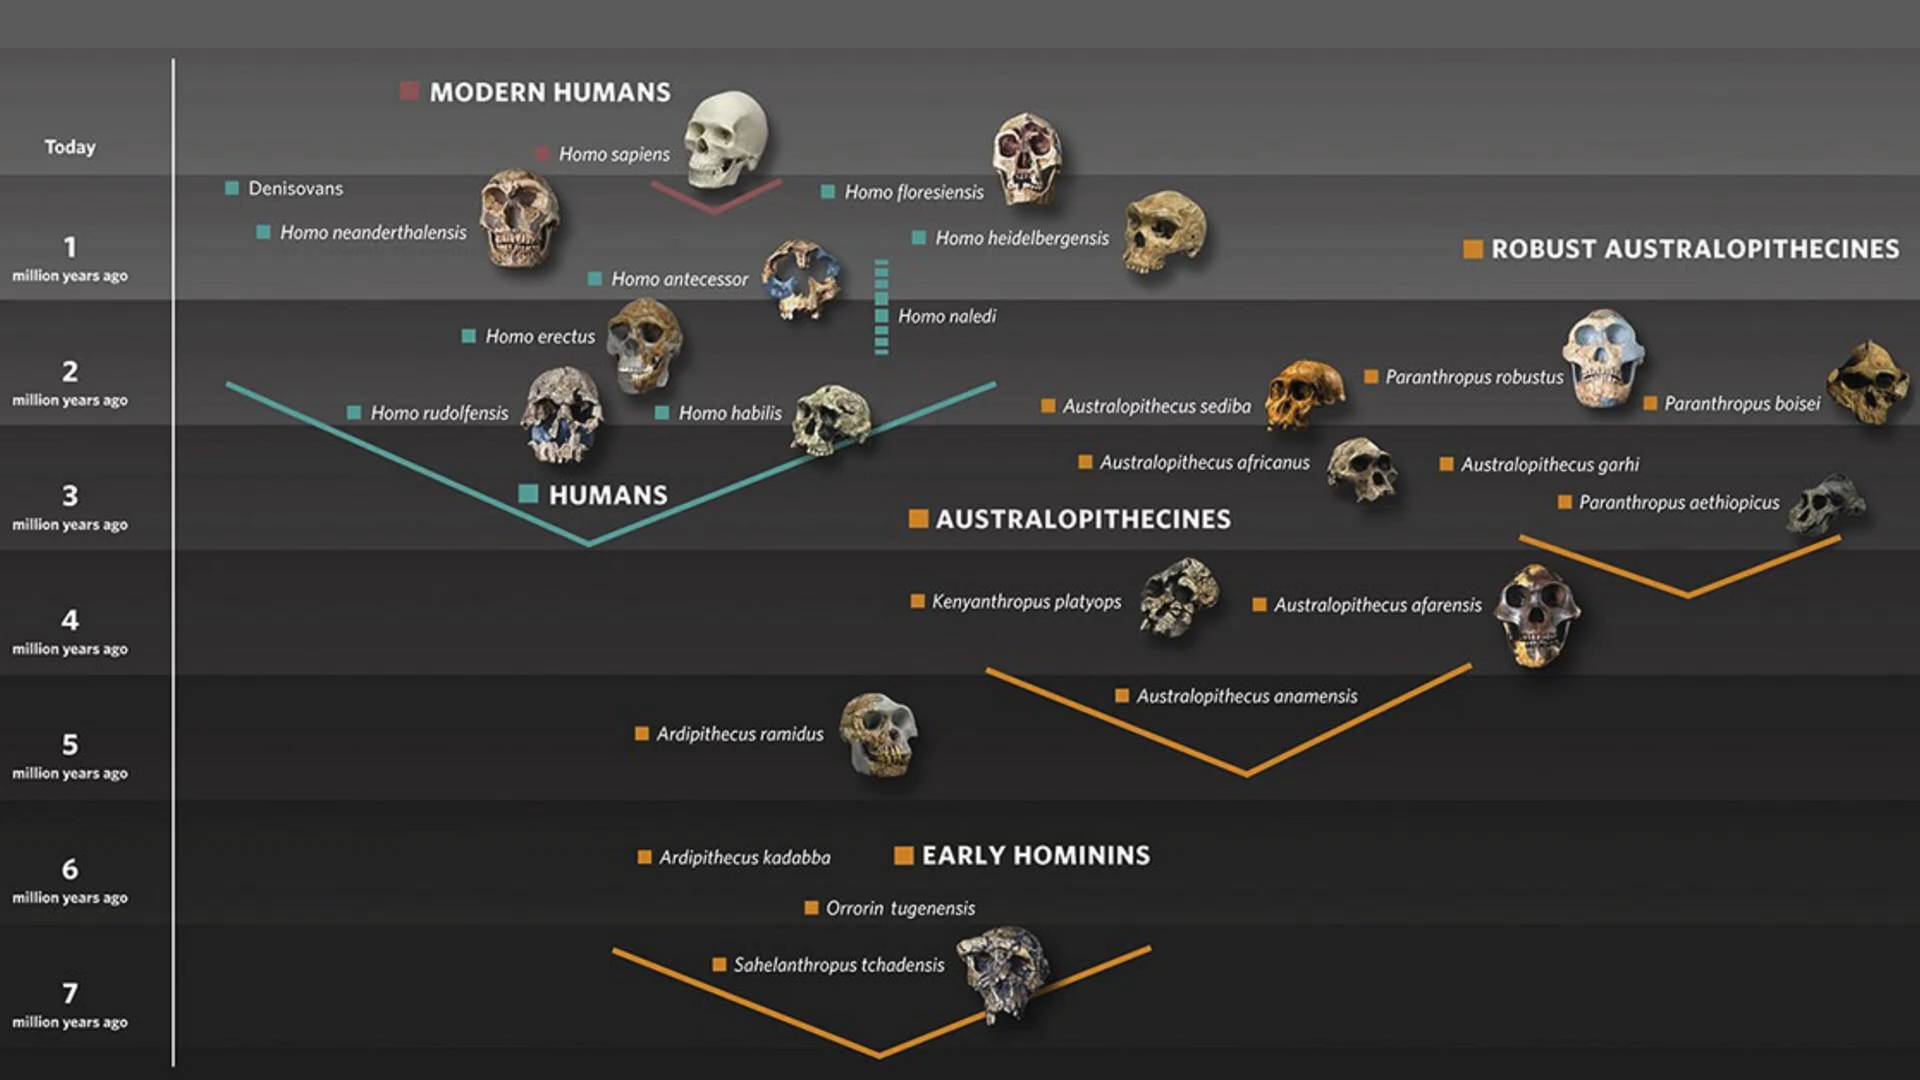 MODERN HUMANS
Today
Homo sapiens
Denisovans
Homo floresiensis
Homo neanderthalensis
Homo heidelbergensis
1
million years ago
ROBUST AUSTRALOPITHECINES
Homo antecessor
Homo naledi
Homo erectus
2
million years ago
Paranthropus robustus
Australopithecus sediba
Paranthropus boisei
Homo rudolfensis
Homo habilis
Australopithecus africanus
Australopithecus garhi
3
million years ago
HUMANS
Paranthropus aethiopicus
AUSTRALOPITHECINES
Kenyanthropus platyops
Australopithecus afarensis
4
million years ago
Australopithecus anamensis
Ardipithecus ramidus
5
million years ago
Ardipithecus kadabba
EARLY HOMININS
6
million years ago
Orrorin tugenensis
Sahelanthropus tchadensis
7
million years ago